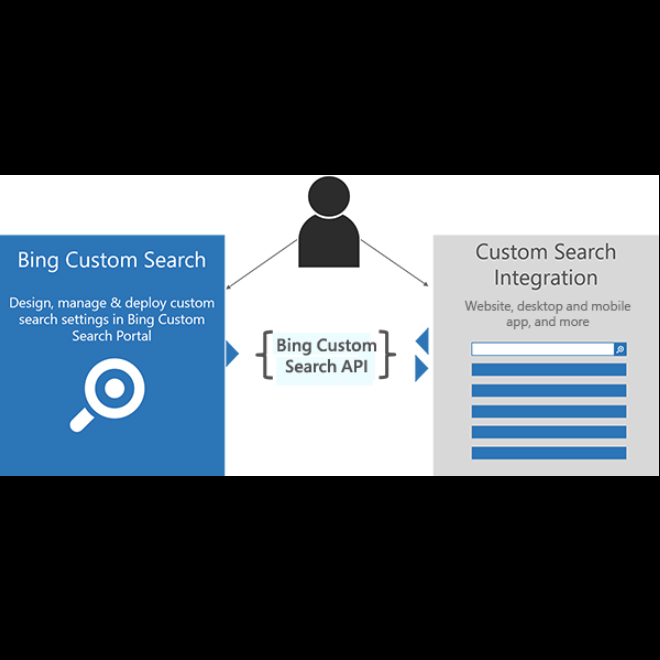 Bing Custom Search
Design, manage & deploy custom
search settings in Bing Custom
Search Portal
{Bing Custom
Search API}
Custom Search
Integration
Website, desktop and mobile
app, and more